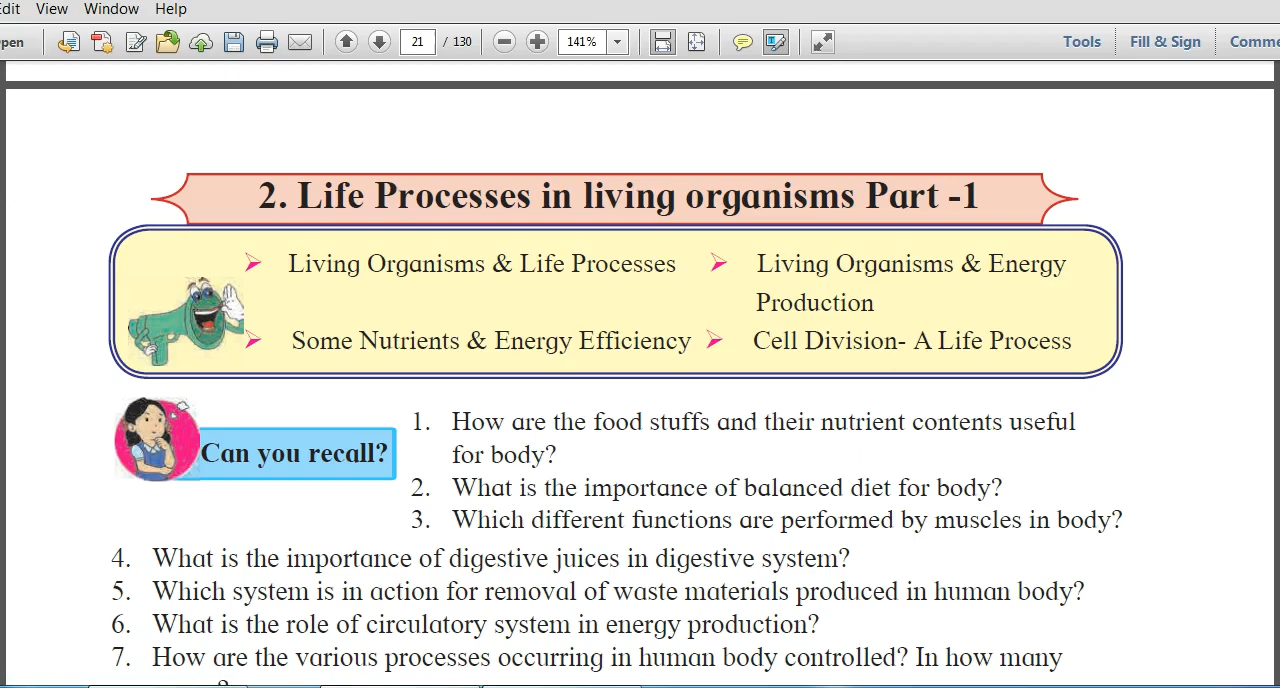 Edit View Window Help
Open 21 / 130 141% Tools Fill & Sign Comme
2. Life Processes in living organisms Part -1
Living Organisms & Life Processes
Living Organisms & Energy
Production
Some Nutrients & Energy Efficiency
Cell Division- A Life Process
Can you recall?
1. How are the food stuffs and their nutrient contents useful
for body?
2. What is the importance of balanced diet for body?
3. Which different functions are performed by muscles in body?
4. What is the importance of digestive juices in digestive system?
5. Which system is in action for removal of waste materials produced in human body?
6. What is the role of circulatory system in energy production?
7. How are the various processes occurring in human body controlled? In how many